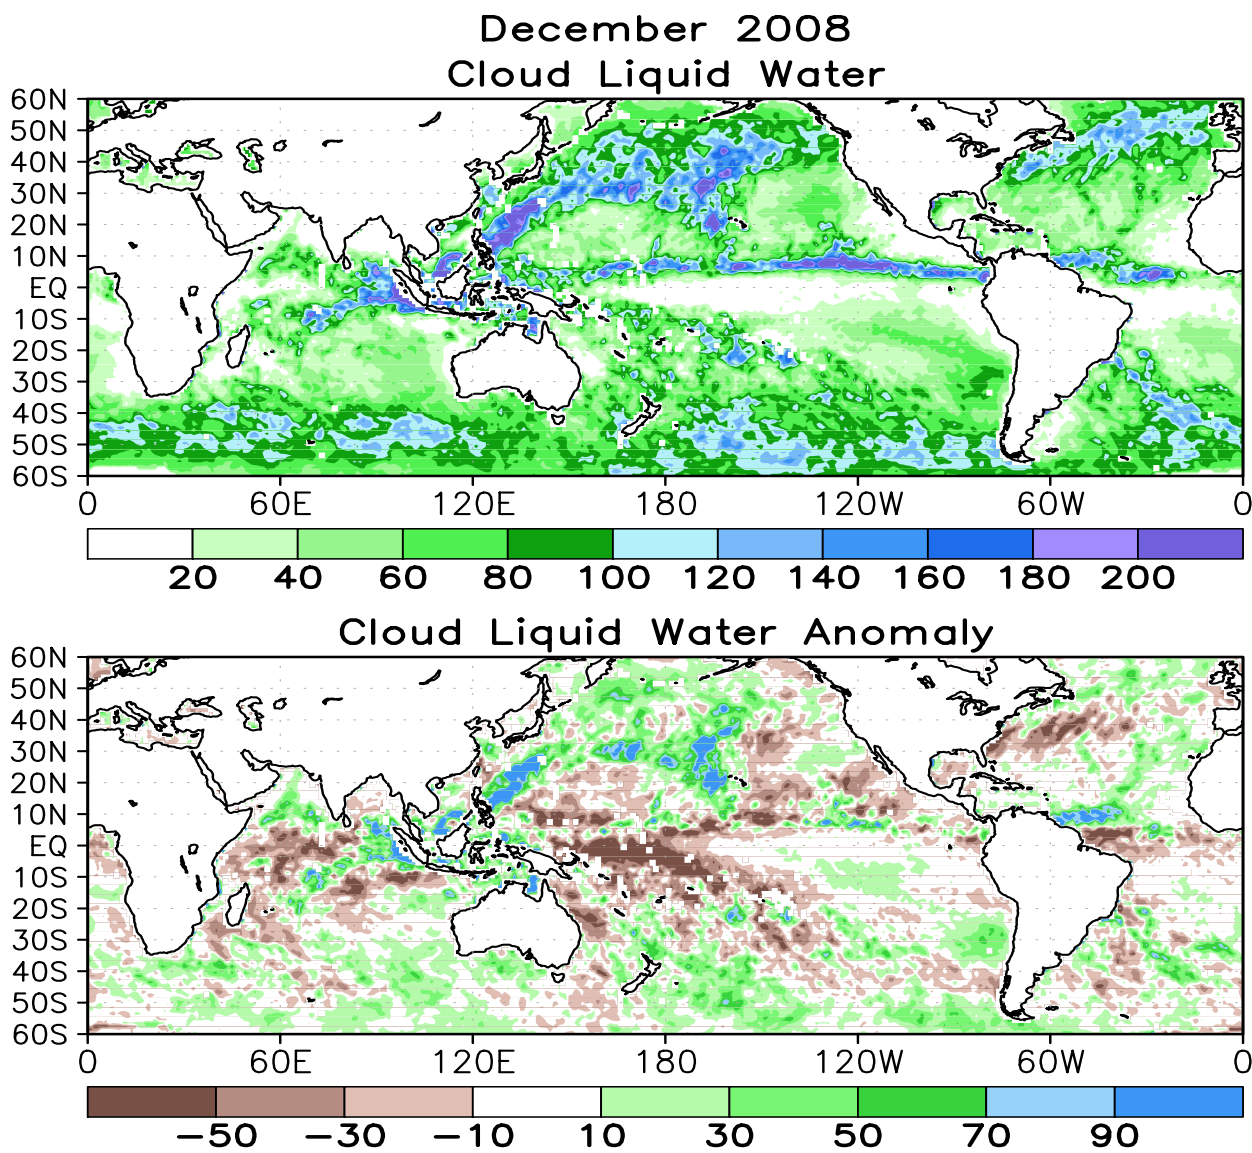 December 2008
Cloud Liquid Water
60N
50N
40N
30N
20N
10N
EQ
10S
20S
30S
40S
50S
60S
0 60E 120E 180 120W 60W 0
20 40 60 80 100 120 140 160 180 200
Cloud Liquid Water Anomaly
60N
50N
40N
30N
20N
10N
EQ
10S
20S
30S
40S
50S
60S
0 60E 120E 180 120W 60W 0
−50 −30 −10 10 30 50 70 90